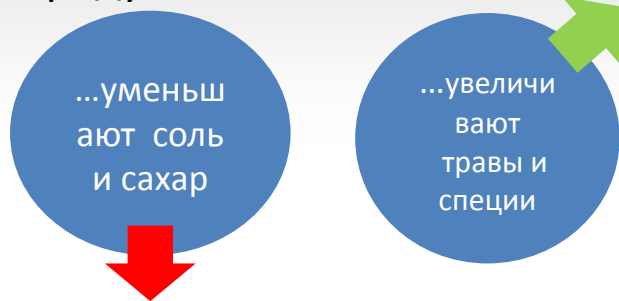 ...уменьш
ают соль
и сахар
...увеличи
вают
травы и
специи